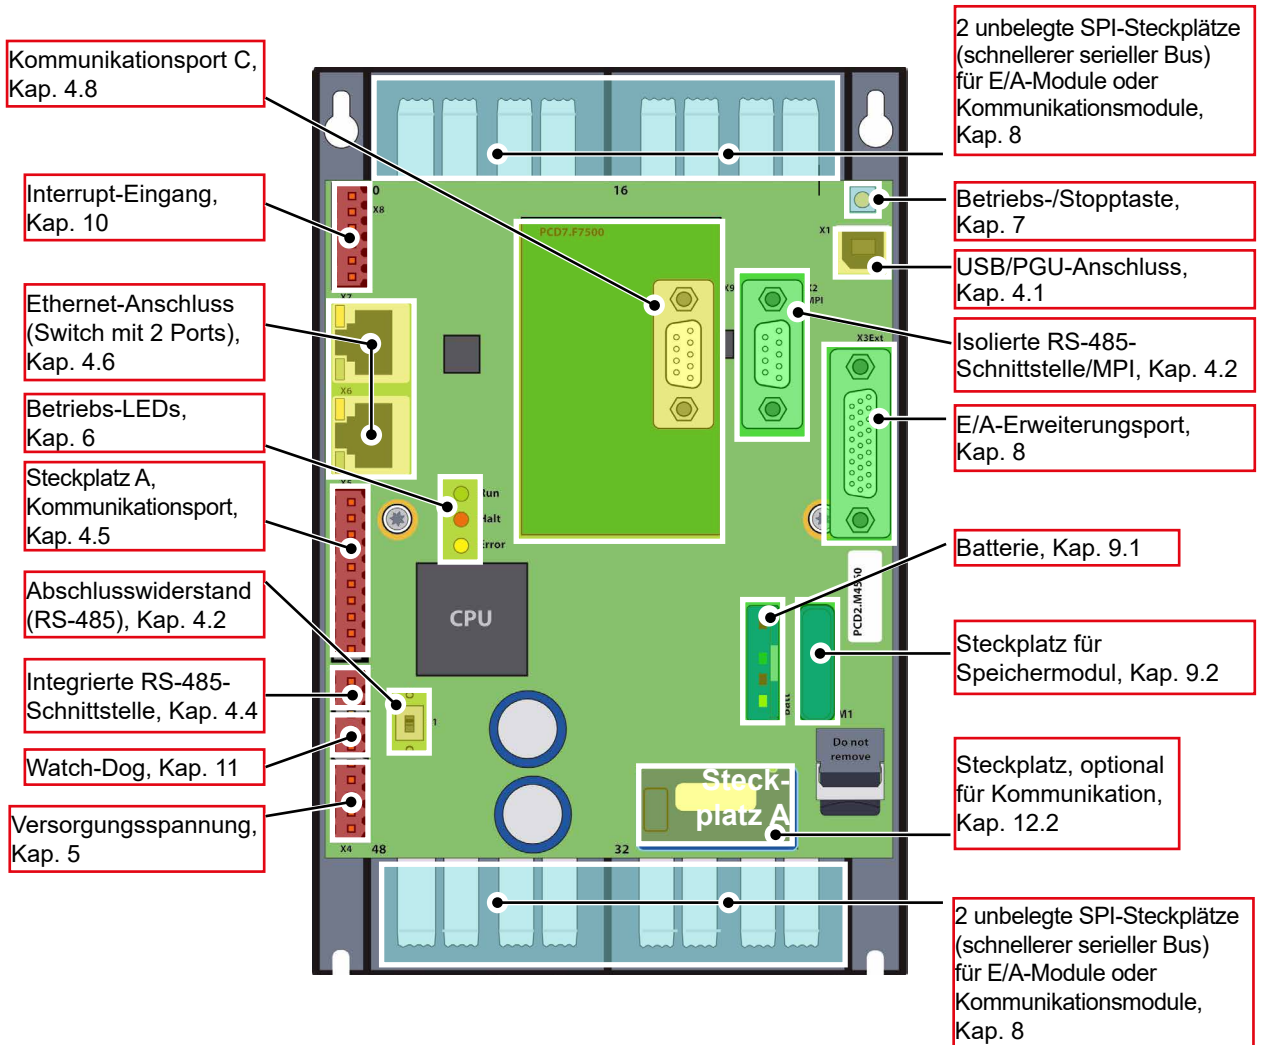 Kommunikationsport C,
Kap. 4.8
Interrupt-Eingang,
Kap. 10
Ethernet-Anschluss
(Switch mit 2 Ports),
Kap. 4.6
Betriebs-LEDs,
Kap. 6
Steckplatz A,
Kommunikationsport,
Kap. 4.5
Abschlusswiderstand
(RS-485), Kap. 4.2
Integrierte RS-485-
Schnittstelle, Kap. 4.4
Watch-Dog, Kap. 11
Versorgungsspannung,
Kap. 5
0
16
X8
PCD7.F7500
X1
X9
X2
MPI
X3Ext
X7
X6
X5
Run
Halt
Error
CPU
PCD2.M4560
1
Batt
M1
Do not
remove
Steck-
platz A
X4
48
32
2 unbelegte SPI-Steckplätze
(schnellerer serieller Bus)
für E/A-Module oder
Kommunikationsmodule,
Kap. 8
Betriebs-/Stopptaste,
Kap. 7
USB/PGU-Anschluss,
Kap. 4.1
Isolierte RS-485-
Schnittstelle/MPI, Kap. 4.2
E/A-Erweiterungsport,
Kap. 8
Batterie, Kap. 9.1
Steckplatz für
Speichermodul, Kap. 9.2
Steckplatz, optional
für Kommunikation,
Kap. 12.2
2 unbelegte SPI-Steckplätze
(schnellerer serieller Bus)
für E/A-Module oder
Kommunikationsmodule,
Kap. 8